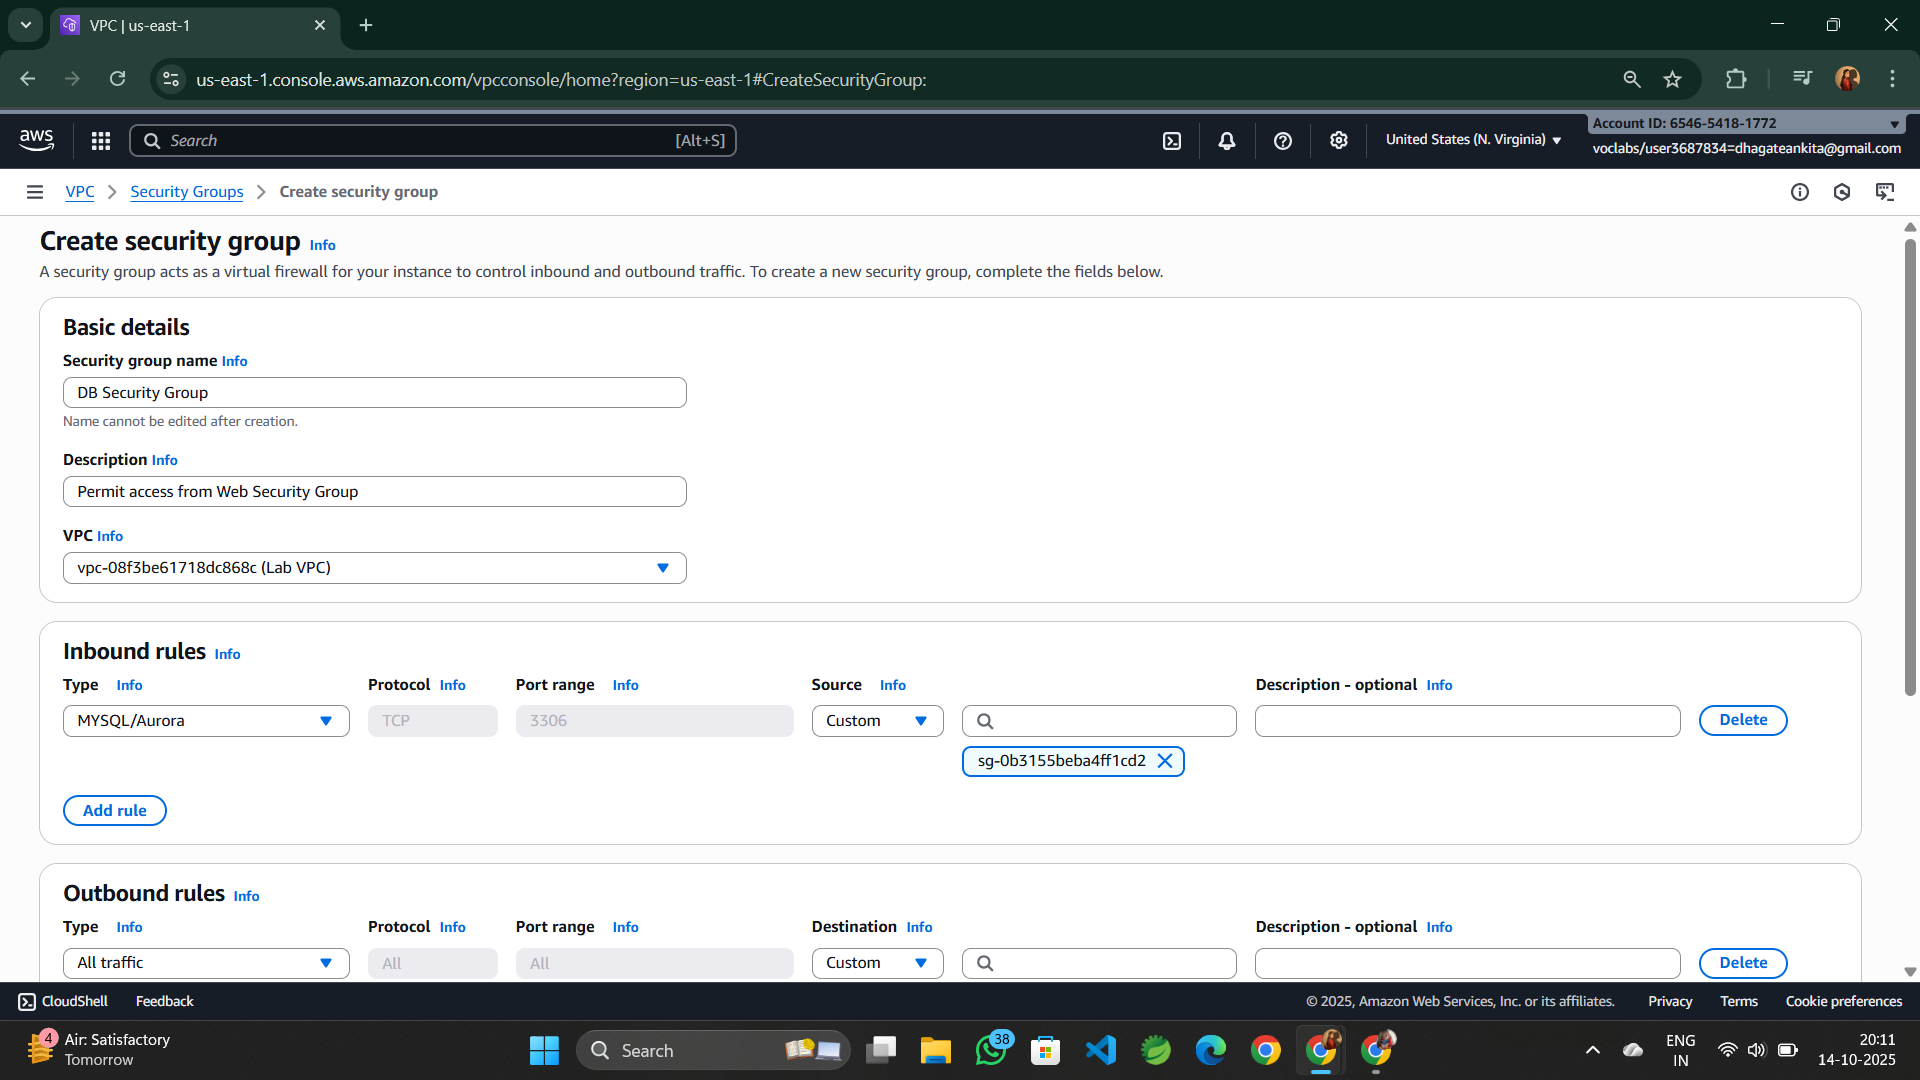 VPC | us-east-1
us-east-1.console.aws.amazon.com/vpcconsole/home?region=us-east-1#CreateSecurityGroup:
aws
Search [Alt+S]
United States (N. Virginia)
Account ID: 6546-5418-1772
voclabs/user3687834=dhagateankita@gmail.com
VPC Security Groups Create security group
Create security group Info
A security group acts as a virtual firewall for your instance to control inbound and outbound traffic. To create a new security group, complete the fields below.
Basic details
Security group name Info
DB Security Group
Name cannot be edited after creation.
Description Info
Permit access from Web Security Group
VPC Info
vpc-08f3be61718dc868c (Lab VPC)
Inbound rules Info
Type Info Protocol Info Port range Info Source Info Description - optional Info
MYSQL/Aurora TCP 3306 Custom Delete
sg-0b3155beba4ff1cd2
Add rule
Outbound rules Info
Type Info Protocol Info Port range Info Destination Info Description - optional Info
All traffic All All Custom Delete
CloudShell Feedback © 2025, Amazon Web Services, Inc. or its affiliates. Privacy Terms Cookie preferences
4 Air: Satisfactory
Tomorrow
Search
38
ENG
IN
20:11
14-10-2025